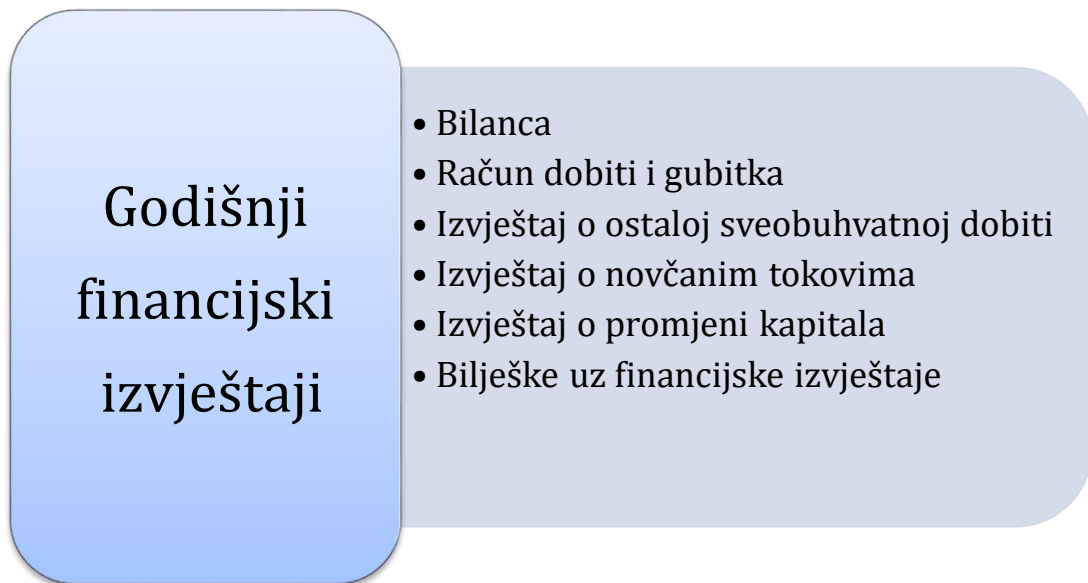 Godišnji
financijski
izvještaji
• Bilanca
• Račun dobiti i gubitka
• Izvještaj o ostaloj sveobuhvatnoj dobiti
• Izvještaj o novčanim tokovima
• Izvještaj o promjeni kapitala
• Bilješke uz financijske izvještaje